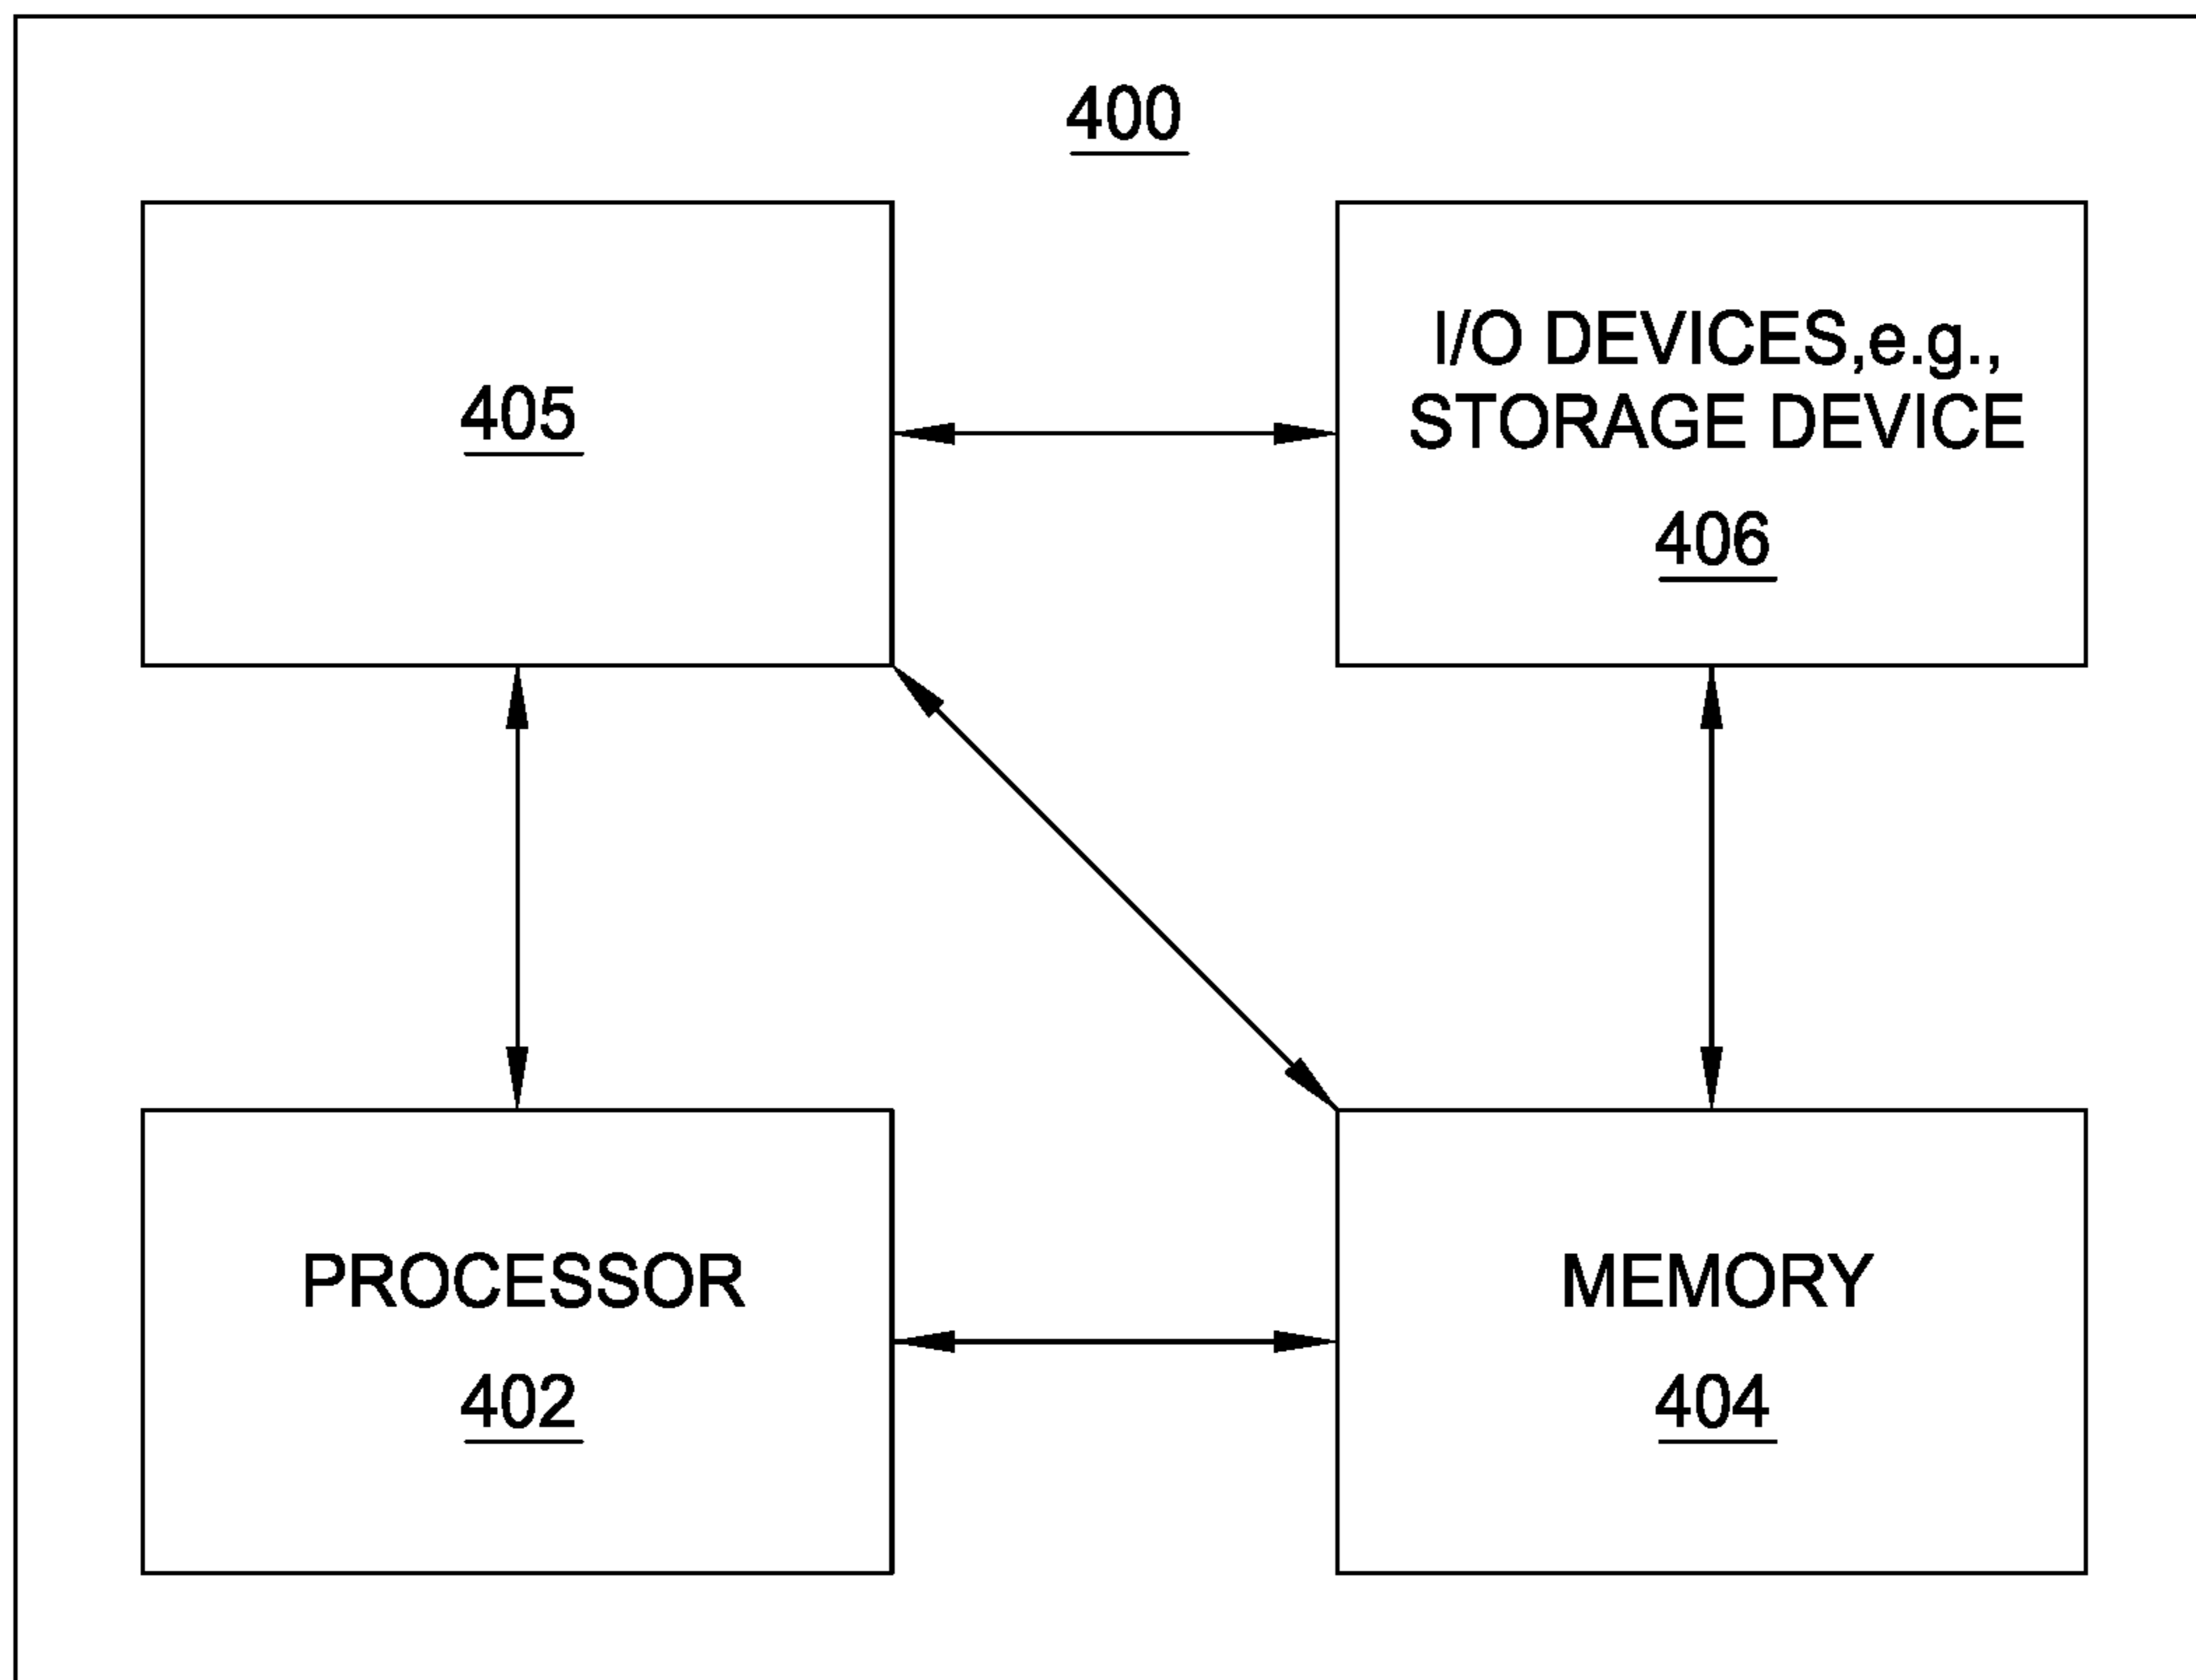 400
405
I/O DEVICES,e.g.,
STORAGE DEVICE
406
PROCESSOR
402
MEMORY
404